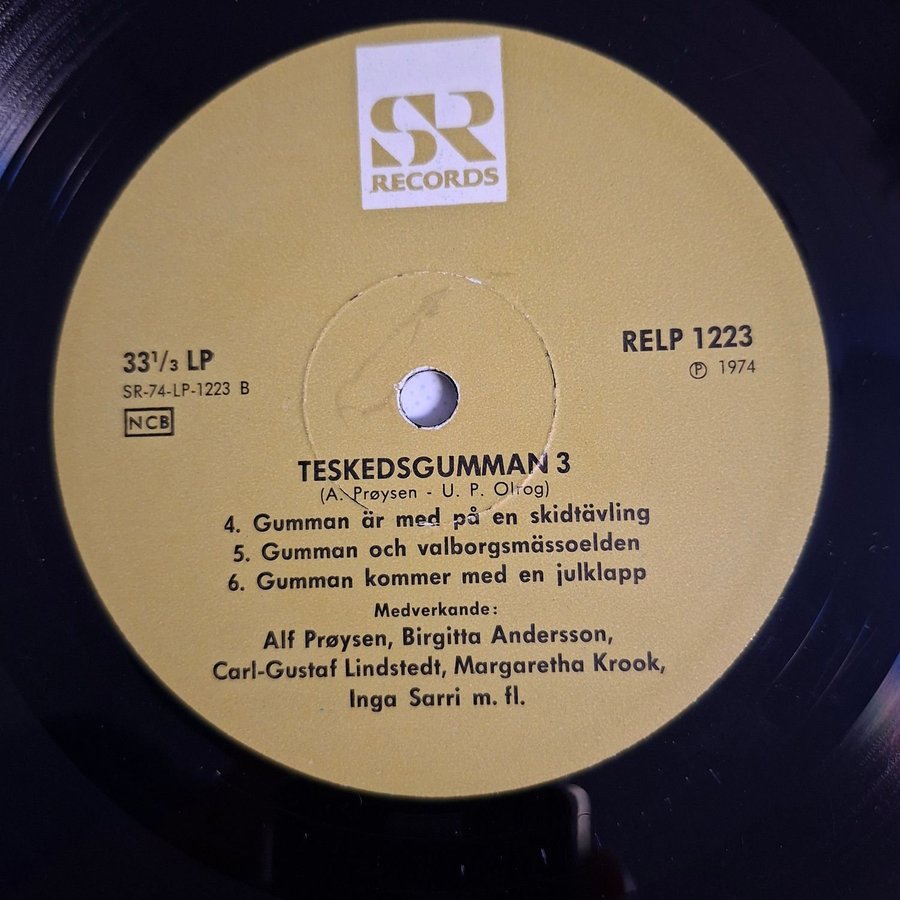 SR
RECORDS
33⅓ LP
SR-74-LP-1223 B
NCB
RELP 1223
Ⓟ 1974
TESKEDSGUMMAN 3
(A. Prøysen - U. P. Olrog)
4. Gumman är med på en skidtävling
5. Gumman och valborgsmässoelden
6. Gumman kommer med en julklapp
Medverkande:
Alf Prøysen, Birgitta Andersson,
Carl-Gustaf Lindstedt, Margaretha Krook,
Inga Sarri m. fl.